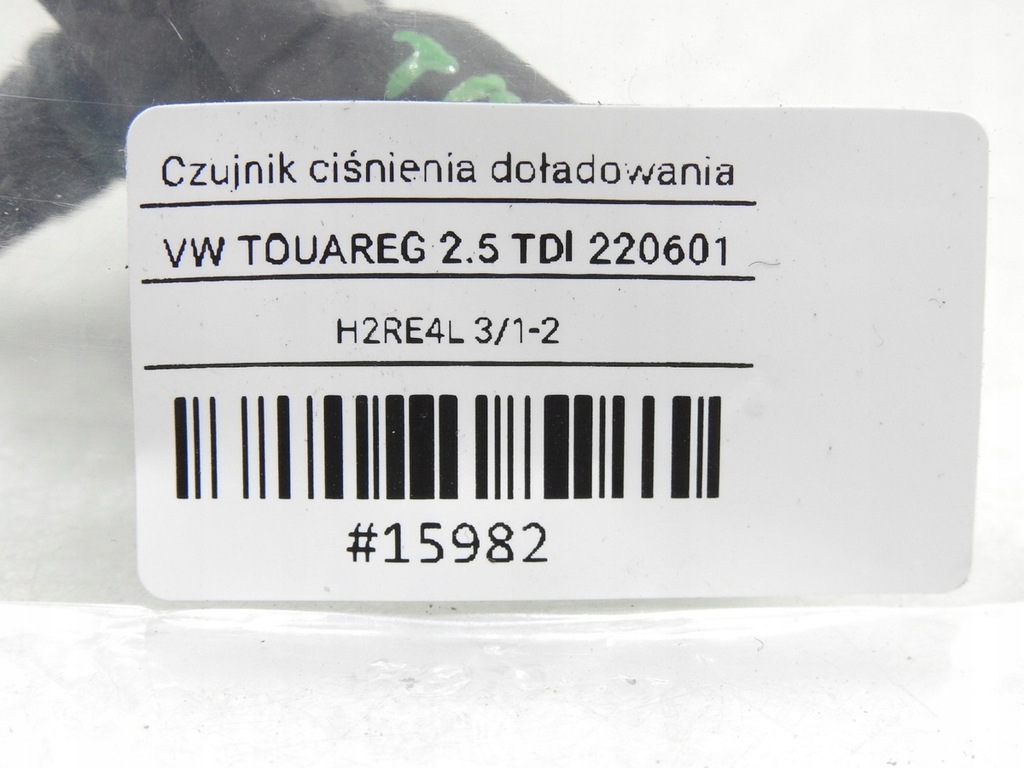 Czujnik ciśnienia doładowania
VW TOUAREG 2.5 TDI 220601
H2RE4L 3/1-2
#15982